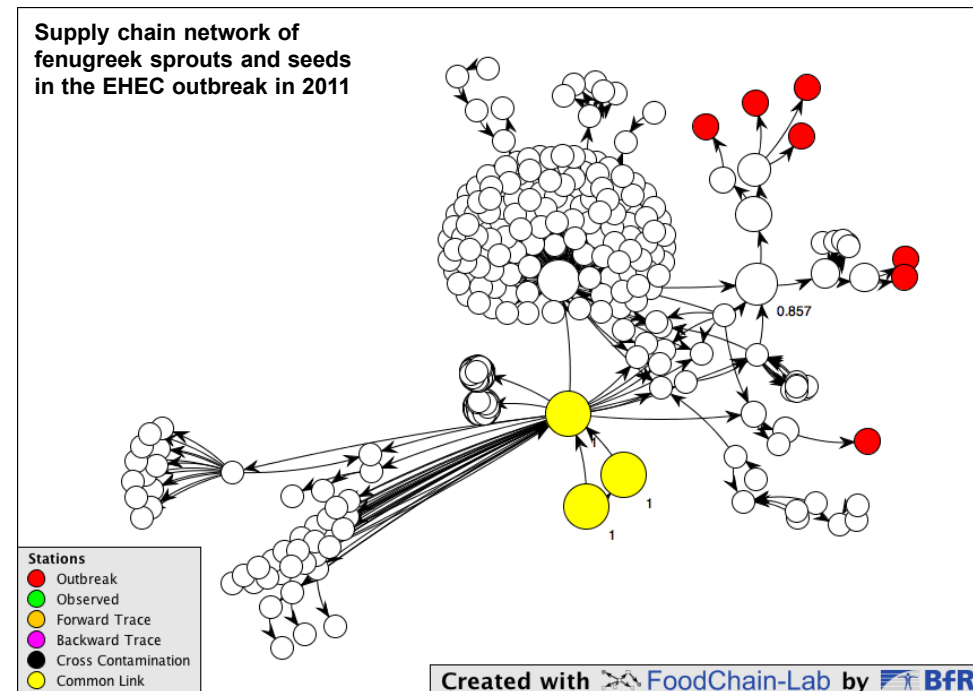 Supply chain network of
fenugreek sprouts and seeds
in the EHEC outbreak in 2011
0.857
1
1
1
Stations
Outbreak
Observed
Forward Trace
Backward Trace
Cross Contamination
Common Link
Created with FoodChain-Lab by BfR